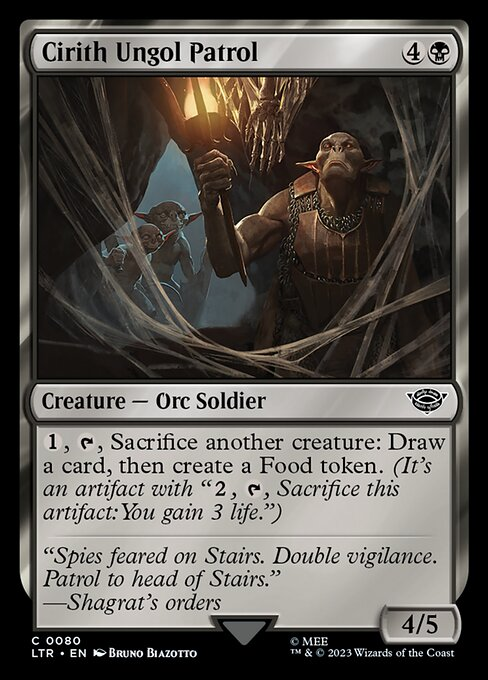 Cirith Ungol Patrol 4
Creature — Orc Soldier
1, Sacrifice another creature: Draw
a card, then create a Food token. (It's
an artifact with “2, Sacrifice this
artifact:You gain 3 life.”)
“Spies feared on Stairs. Double vigilance.
Patrol to head of Stairs.”
—Shagrat's orders
4/5
C 0080
LTR • EN Bruno Biazotto
© MEE
™ & © 2023 Wizards of the Coast